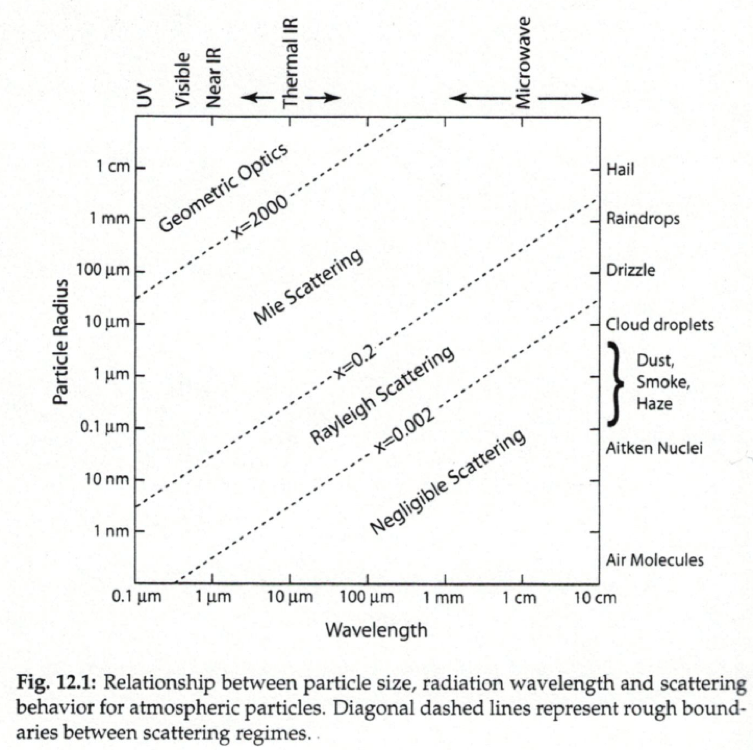 UV
Visible
Near IR
Thermal IR
Microwave
1 cm
1 mm
100 µm
10 µm
1 µm
0.1 µm
10 nm
1 nm
Particle Radius
Geometric Optics
x=2000
Mie Scattering
x=0.2
Rayleigh Scattering
x=0.002
Negligible Scattering
Hail
Raindrops
Drizzle
Cloud droplets
Dust,
Smoke,
Haze
Aitken Nuclei
Air Molecules
0.1 µm 1 µm 10 µm 100 µm 1 mm 1 cm 10 cm
Wavelength
Fig. 12.1: Relationship between particle size, radiation wavelength and scattering
behavior for atmospheric particles. Diagonal dashed lines represent rough bound-
aries between scattering regimes.